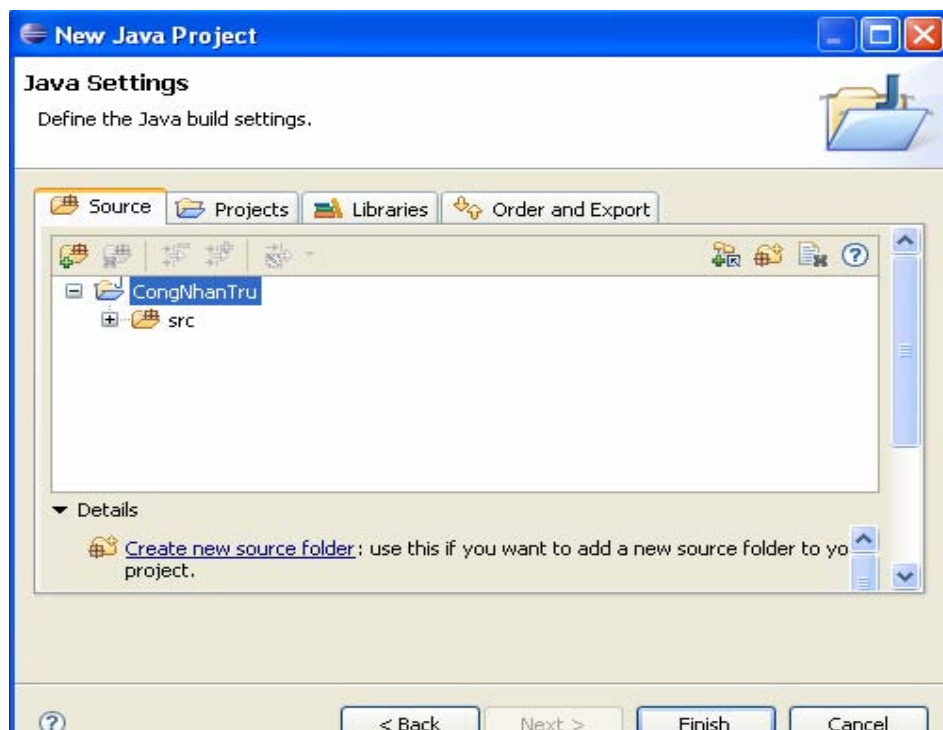 New Java Project
Java Settings
Define the Java build settings.
Source Projects Libraries Order and Export
CongNhanTru
src
Details
Create new source folder: use this if you want to add a new source folder to yo
project.
< Back Next > Finish Cancel